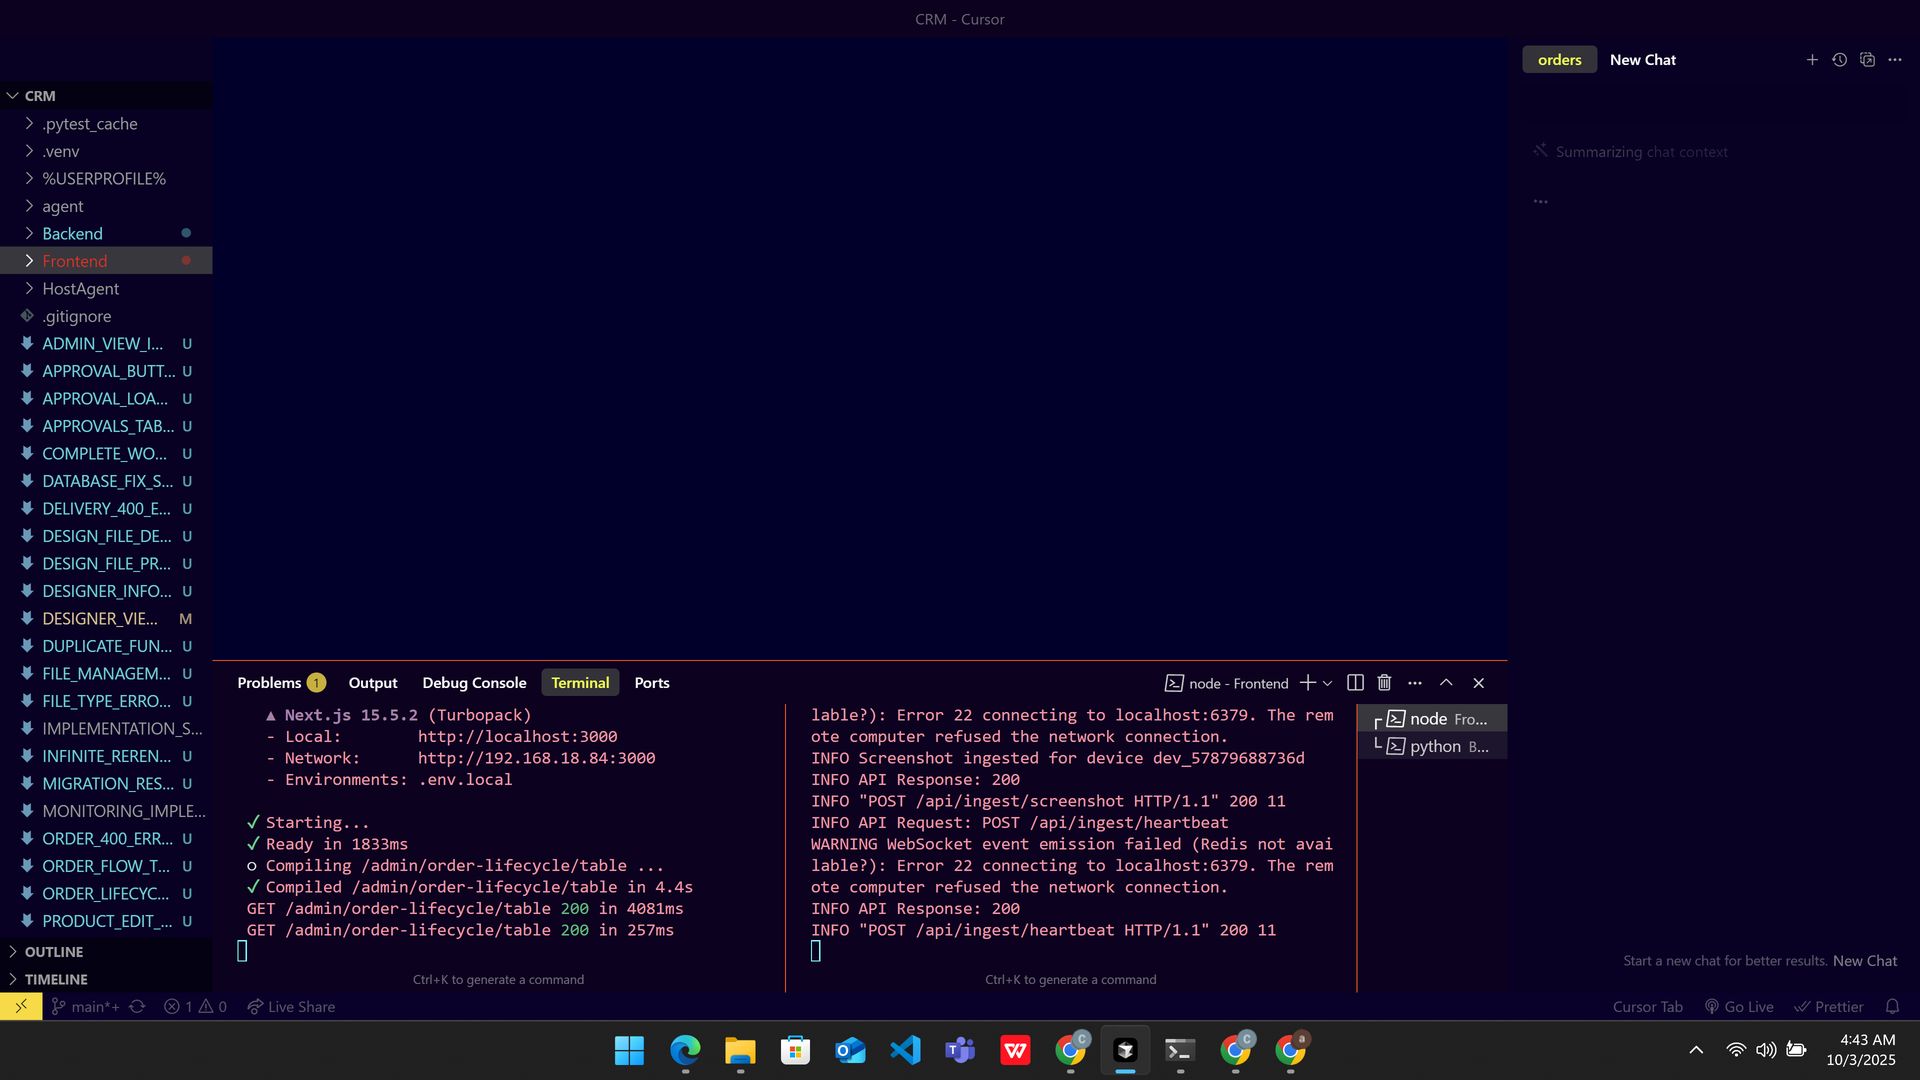 CRM - Cursor
orders New Chat
CRM
.pytest_cache
.venv
%USERPROFILE%
agent
Backend
Frontend
HostAgent
.gitignore
ADMIN_VIEW_I... U
APPROVAL_BUTT... U
APPROVAL_LOA... U
APPROVALS_TAB... U
COMPLETE_WO... U
DATABASE_FIX_S... U
DELIVERY_400_E... U
DESIGN_FILE_DE... U
DESIGN_FILE_PR... U
DESIGNER_INFO... U
DESIGNER_VIE... M
DUPLICATE_FUN... U
FILE_MANAGEM... U
FILE_TYPE_ERRO... U
IMPLEMENTATION_S...
INFINITE_REREN... U
MIGRATION_RES... U
MONITORING_IMPLE...
ORDER_400_ERR... U
ORDER_FLOW_T... U
ORDER_LIFECYC... U
PRODUCT_EDIT_... U
OUTLINE
TIMELINE
Problems 1 Output Debug Console Terminal Ports
node - Frontend
▲ Next.js 15.5.2 (Turbopack)
- Local: http://localhost:3000
- Network: http://192.168.18.84:3000
- Environments: .env.local
✓ Starting...
✓ Ready in 1833ms
○ Compiling /admin/order-lifecycle/table ...
✓ Compiled /admin/order-lifecycle/table in 4.4s
GET /admin/order-lifecycle/table 200 in 4081ms
GET /admin/order-lifecycle/table 200 in 257ms
Ctrl+K to generate a command
lable?): Error 22 connecting to localhost:6379. The rem
ote computer refused the network connection.
INFO Screenshot ingested for device dev_57879688736d
INFO API Response: 200
INFO "POST /api/ingest/screenshot HTTP/1.1" 200 11
INFO API Request: POST /api/ingest/heartbeat
WARNING WebSocket event emission failed (Redis not avai
lable?): Error 22 connecting to localhost:6379. The rem
ote computer refused the network connection.
INFO API Response: 200
INFO "POST /api/ingest/heartbeat HTTP/1.1" 200 11
Ctrl+K to generate a command
node Fro...
python B...
Summarizing chat context
...
Start a new chat for better results. New Chat
main*+ 1 0 Live Share
Cursor Tab Go Live Prettier
C
C
a
4:43 AM
10/3/2025